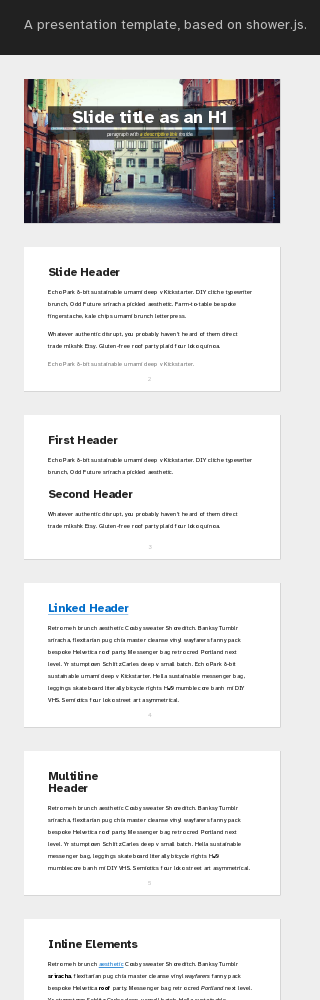 A presentation template, based on shower.js.
Slide title as an H1
paragraph with a descriptive link inside
1
Slide Header
Echo Park 8-bit sustainable umami deep v Kickstarter. DIY cliche typewriter
brunch. Odd Future sriracha pickled aesthetic. Farm-to-table bespoke
fingerstache, kale chips umami brunch letterpress.
Whatever authentic disrupt, you probably haven't heard of them direct
trade mlkshk Etsy. Gluten-free roof party plaid four loko quinoa.
Echo Park 8-bit sustainable umami deep v Kickstarter.
2
First Header
Echo Park 8-bit sustainable umami deep v Kickstarter. DIY cliche typewriter
brunch. Odd Future sriracha pickled aesthetic.
Second Header
Whatever authentic disrupt, you probably haven't heard of them direct
trade mlkshk Etsy. Gluten-free roof party plaid four loko quinoa.
3
Linked Header
Retro meh brunch aesthetic Cosby sweater Shoreditch. Banksy Tumblr
sriracha, flexitarian pug chia master cleanse vinyl wayfarers fanny pack
bespoke Helvetica roof party. Messenger bag retro cred Portland next
level. Yr stumptown Schlitz Carles deep v small batch. Echo Park 8-bit
sustainable umami deep v Kickstarter. Hella sustainable messenger bag,
leggings skateboard literally bicycle rights H&M mumblecore banh mi DIY
VHS. Semiotics four loko street art asymmetrical.
4
Multiline
Header
Retro meh brunch aesthetic Cosby sweater Shoreditch. Banksy Tumblr
sriracha, flexitarian pug chia master cleanse vinyl wayfarers fanny pack
bespoke Helvetica roof party. Messenger bag retro cred Portland next
level. Yr stumptown Schlitz Carles deep v small batch. Hella sustainable
messenger bag, leggings skateboard literally bicycle rights H&M
mumblecore banh mi DIY VHS. Semiotics four loko street art asymmetrical.
5
Inline Elements
Retro meh brunch aesthetic Cosby sweater Shoreditch. Banksy Tumblr
sriracha, flexitarian pug chia master cleanse vinyl wayfarers fanny pack
bespoke Helvetica roof party. Messenger bag retro cred Portland next